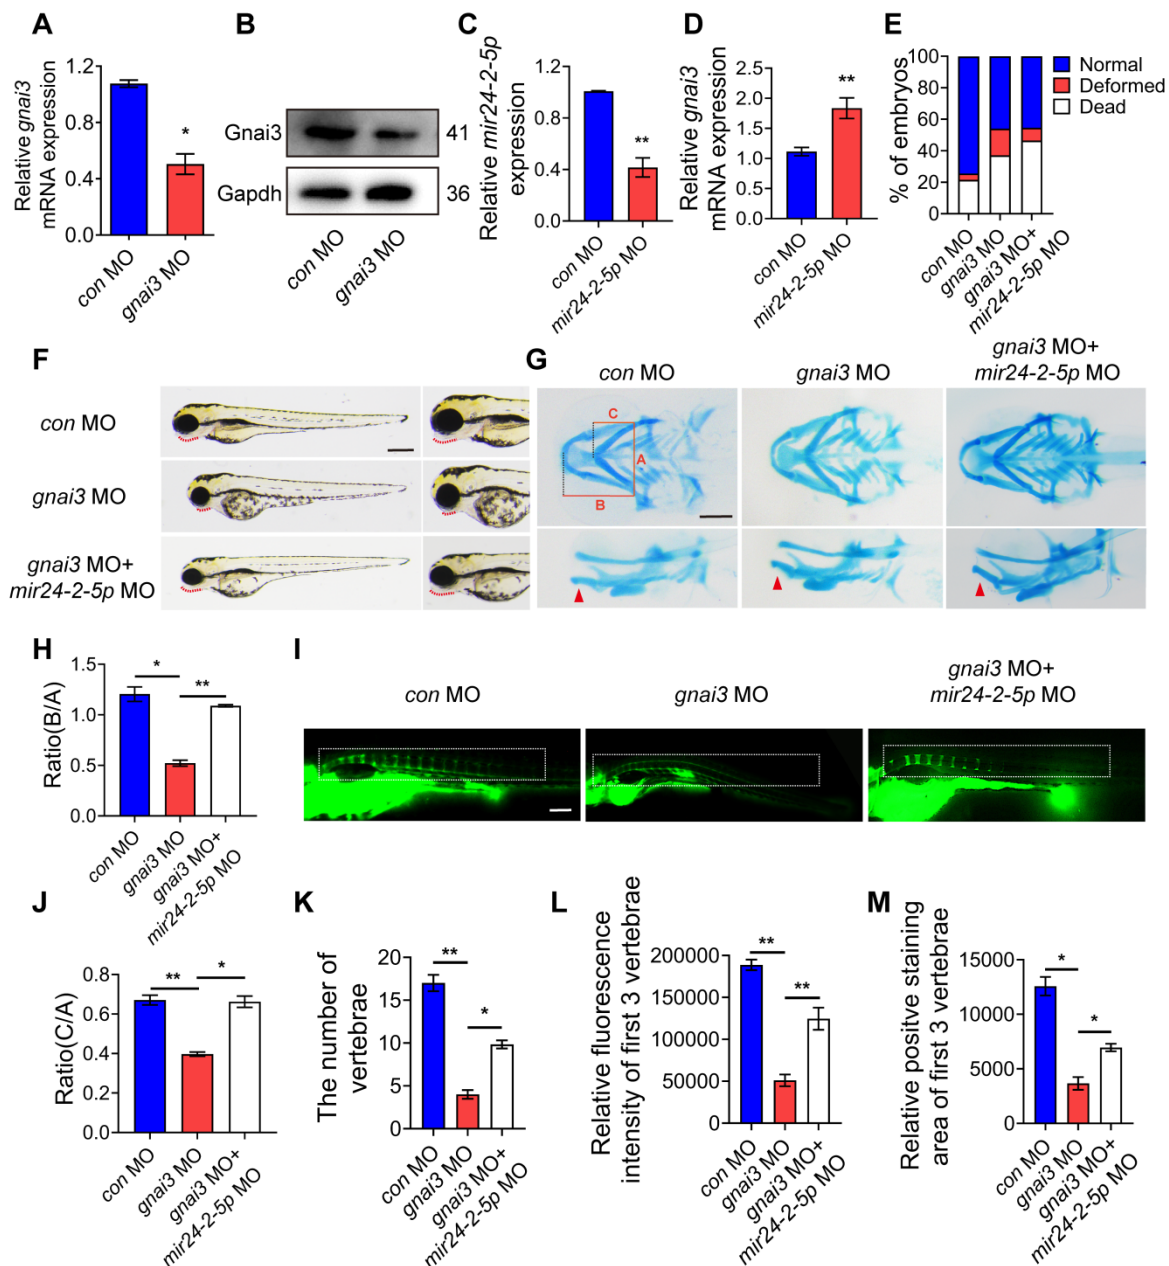 A
Relative gnai3
mRNA expression
1.2
0.8
0.4
0.0
*
con MO
gnai3 MO
B
Gnai3
41
Gapdh
36
con MO
gnai3 MO
C
Relative mir24-2-5p
expression
1.2
0.8
0.4
0.0
**
con MO
mir24-2-5p MO
D
Relative gnai3
mRNA expression
2.5
2.0
1.5
1.0
0.5
0.0
**
con MO
mir24-2-5p MO
E
% of embryos
100
80
60
40
20
0
Normal
Deformed
Dead
con MO
gnai3 MO
gnai3 MO+
mir24-2-5p MO
F
con MO
gnai3 MO
gnai3 MO+
mir24-2-5p MO
G
con MO
gnai3 MO
gnai3 MO+
mir24-2-5p MO
C
A
B
H
Ratio(B/A)
1.5
1.0
0.5
0.0
*
**
con MO
gnai3 MO
gnai3 MO+
mir24-2-5p MO
I
con MO
gnai3 MO
gnai3 MO+
mir24-2-5p MO
J
Ratio(C/A)
0.8
0.6
0.4
0.2
0.0
**
*
con MO
gnai3 MO
gnai3 MO+
mir24-2-5p MO
K
The number of
vertebrae
20
15
10
5
0
**
*
con MO
gnai3 MO
gnai3 MO+
mir24-2-5p MO
L
Relative fluorescence
intensity of first 3 vertebrae
200000
150000
100000
50000
0
**
**
con MO
gnai3 MO
gnai3 MO+
mir24-2-5p MO
M
Relative positive staining
area of first 3 vertebrae
15000
10000
5000
0
*
*
con MO
gnai3 MO
gnai3 MO+
mir24-2-5p MO